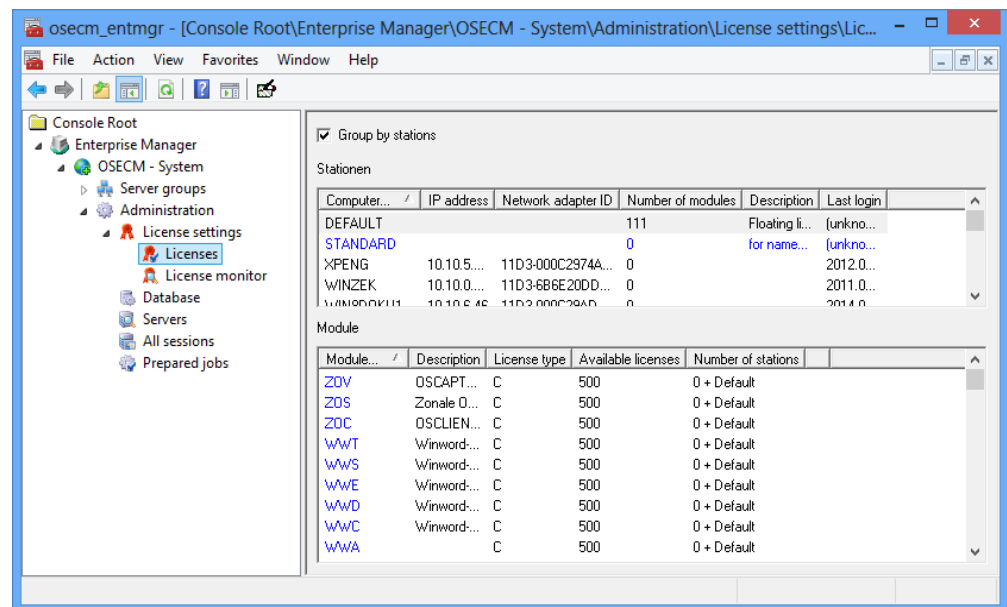 osecm_entmgr - [Console Root\Enterprise Manager\OSECM - System\Administration\License settings\Lic...
File Action View Favorites Window Help
Console Root
Enterprise Manager
OSECM - System
Server groups
Administration
License settings
Licenses
License monitor
Database
Servers
All sessions
Prepared jobs
Group by stations
Stationen
Computer... IP address Network adapter ID Number of modules Description Last login
DEFAULT 111 Floating li... (unkno...
STANDARD 0 for name... (unkno...
XPENG 10.10.5.... 11D3-000C2974A... 0 2012.0...
WINZEK 10.10.0.... 11D3-6B6E20DD... 0 2011.0...
10.10.6.46 0 2014.0
Module
Module... Description License type Available licenses Number of stations
ZOV OSCAPT... C 500 0 + Default
ZOS Zonale O... C 500 0 + Default
ZOC OSCLIEN... C 500 0 + Default
WWT Winword-... C 500 0 + Default
WWS Winword-... C 500 0 + Default
WWE Winword-... C 500 0 + Default
WWD Winword-... C 500 0 + Default
WWC Winword-... C 500 0 + Default
WWA C 500 0 + Default